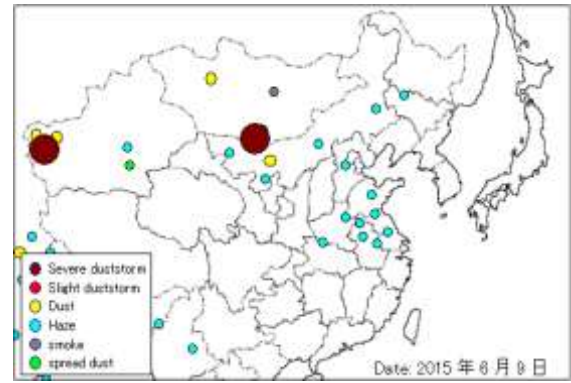 Severe duststorm
Slight duststorm
Dust
Haze
smoke
spread dust
Date: 2015 年 6 月 9 日